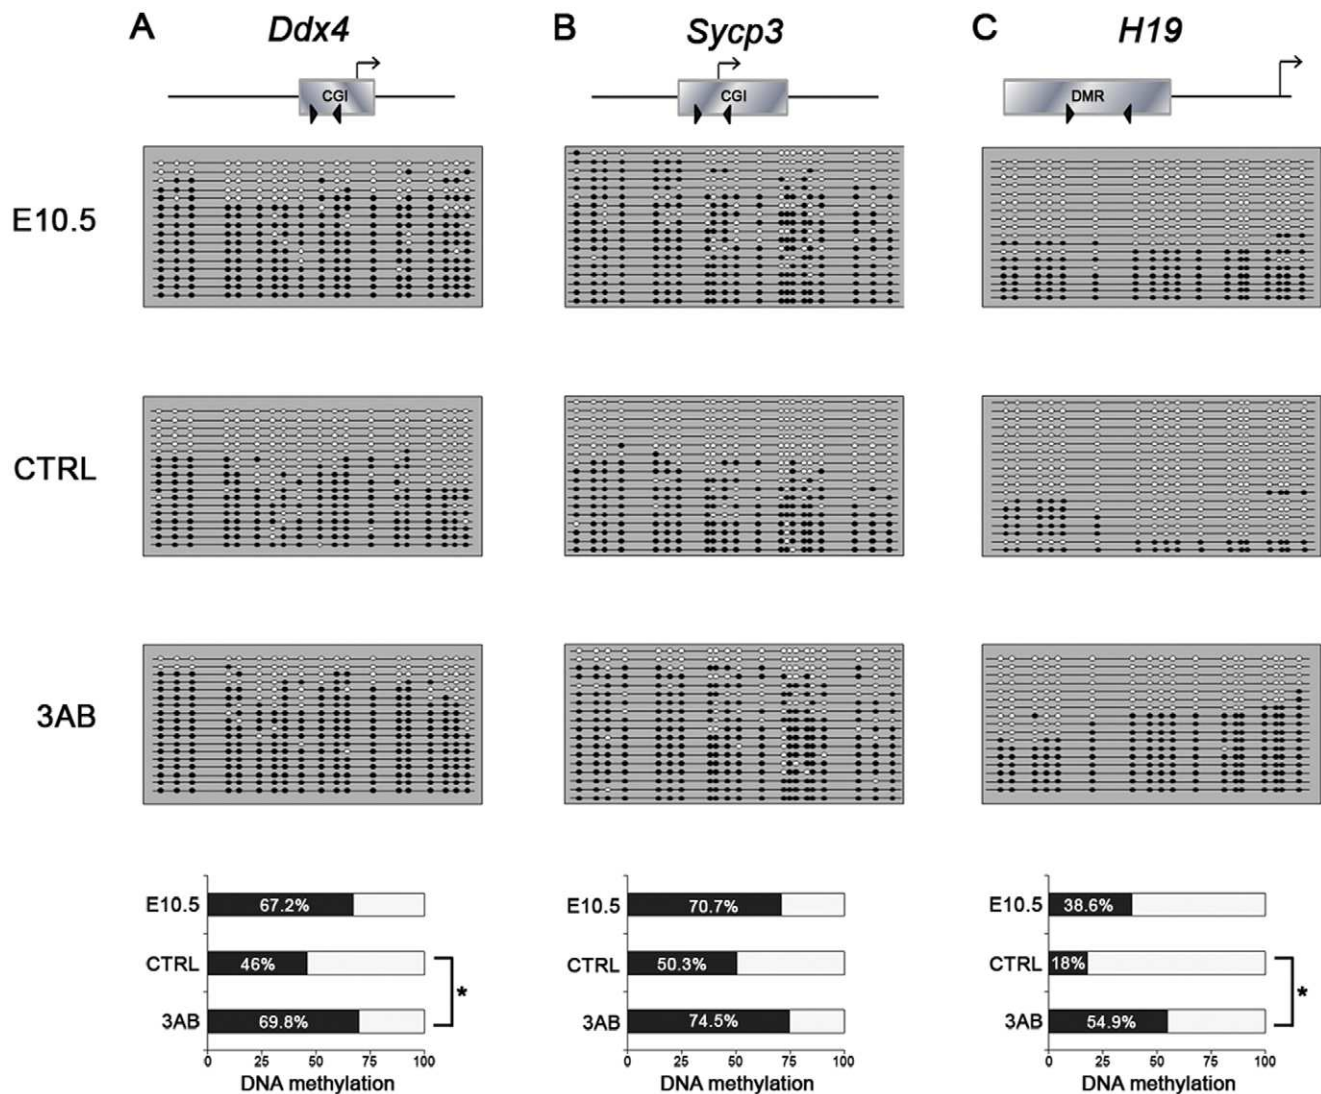 A Ddx4 B Sycp3 C H19
CGI CGI DMR
E10.5
CTRL
3AB
E10.5 67.2% E10.5 70.7% E10.5 38.6%
CTRL 46% CTRL 50.3% CTRL 18%
* *
3AB 69.8% 3AB 74.5% 3AB 54.9%
0 25 50 75 100 0 25 50 75 100 0 25 50 75 100
DNA methylation DNA methylation DNA methylation